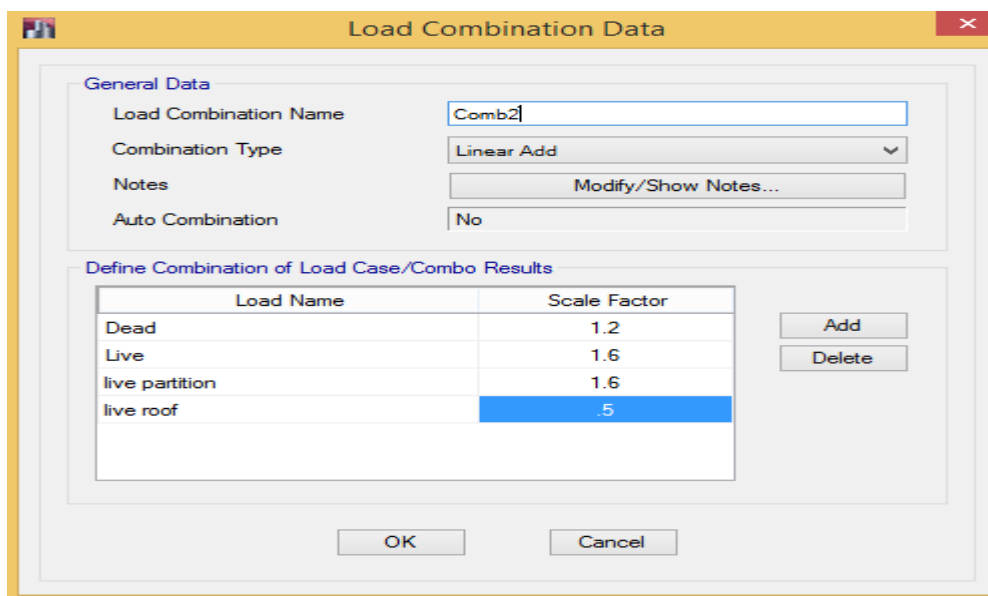 Load Combination Data
General Data
Load Combination Name Comb2
Combination Type Linear Add
Notes Modify/Show Notes...
Auto Combination No
Define Combination of Load Case/Combo Results
Load Name Scale Factor
Dead 1.2 Add
Live 1.6 Delete
live partition 1.6
live roof .5
OK Cancel